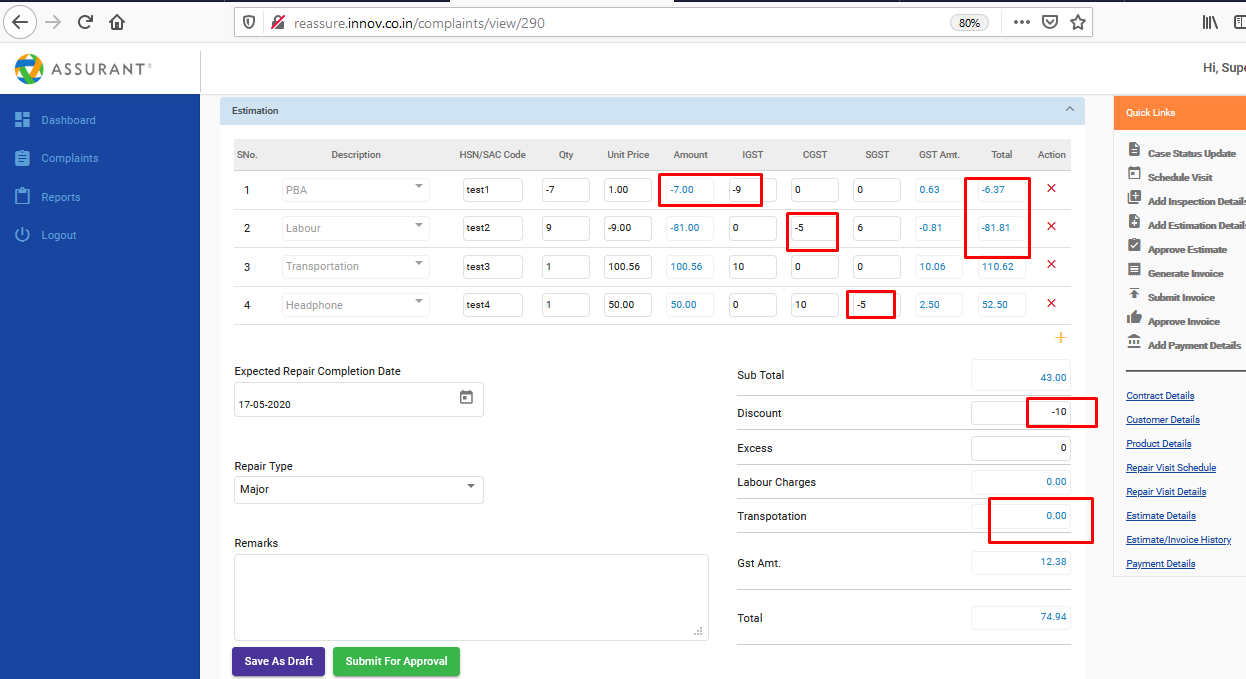 reassure.innov.co.in/complaints/view/290 80%
ASSURANT®
Hi, Supe
Dashboard
Complaints
Reports
Logout
Estimation
SNo. Description HSN/SAC Code Qty Unit Price Amount IGST CGST SGST GST Amt. Total Action
1 PBA test1 -7 1.00 -7.00 -9 0 0 0.63 -6.37
2 Labour test2 9 -9.00 -81.00 0 -5 6 -0.81 -81.81
3 Transportation test3 1 100.56 100.56 10 0 0 10.06 110.62
4 Headphone test4 1 50.00 50.00 0 10 -5 2.50 52.50
Expected Repair Completion Date
17-05-2020
Repair Type
Major
Remarks
Save As Draft Submit For Approval
Sub Total 43.00
Discount -10
Excess 0
Labour Charges 0.00
Transpotation 0.00
Gst Amt. 12.38
Total 74.94
Quick Links
Case Status Update
Schedule Visit
Add Inspection Details
Add Estimation Detail
Approve Estimate
Generate Invoice
Submit Invoice
Approve Invoice
Add Payment Details
Contract Details
Customer Details
Product Details
Repair Visit Schedule
Repair Visit Details
Estimate Details
Estimate/Invoice History
Payment Details